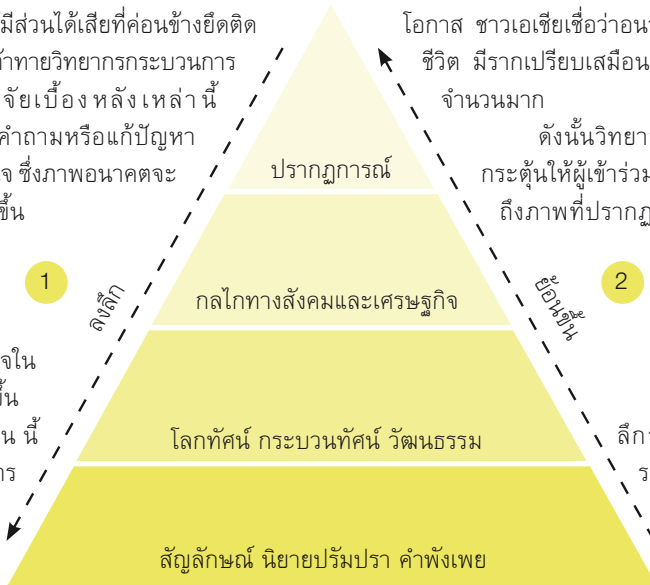 มีส่วนได้เสียที่ค่อนข้างยึดติด
ทายวิทยากรกระบวนการ
จัยเบื้อง หลัง เหล่า นี้
คำถามหรือแก้ปัญหา
จ ซึ่งภาพอนาคตจะ
ขึ้น
1
จใน
น นี้
าร
ลงลึก
ปรากฏการณ์
กลไกทางสังคมและเศรษฐกิจ
โลกทัศน์ กระบวนทัศน์ วัฒนธรรม
สัญลักษณ์ นิยายปรัมปรา คำพังเพย
ย้อนขึ้น
โอกาส ชาวเอเชียเชื่อว่าอนา
ชีวิต มีรากเปรียบเสมือน
จำนวนมาก
ดังนั้นวิทยา
กระตุ้นให้ผู้เข้าร่วม
ถึงภาพที่ปรากฏ
2
ลึกา
ร